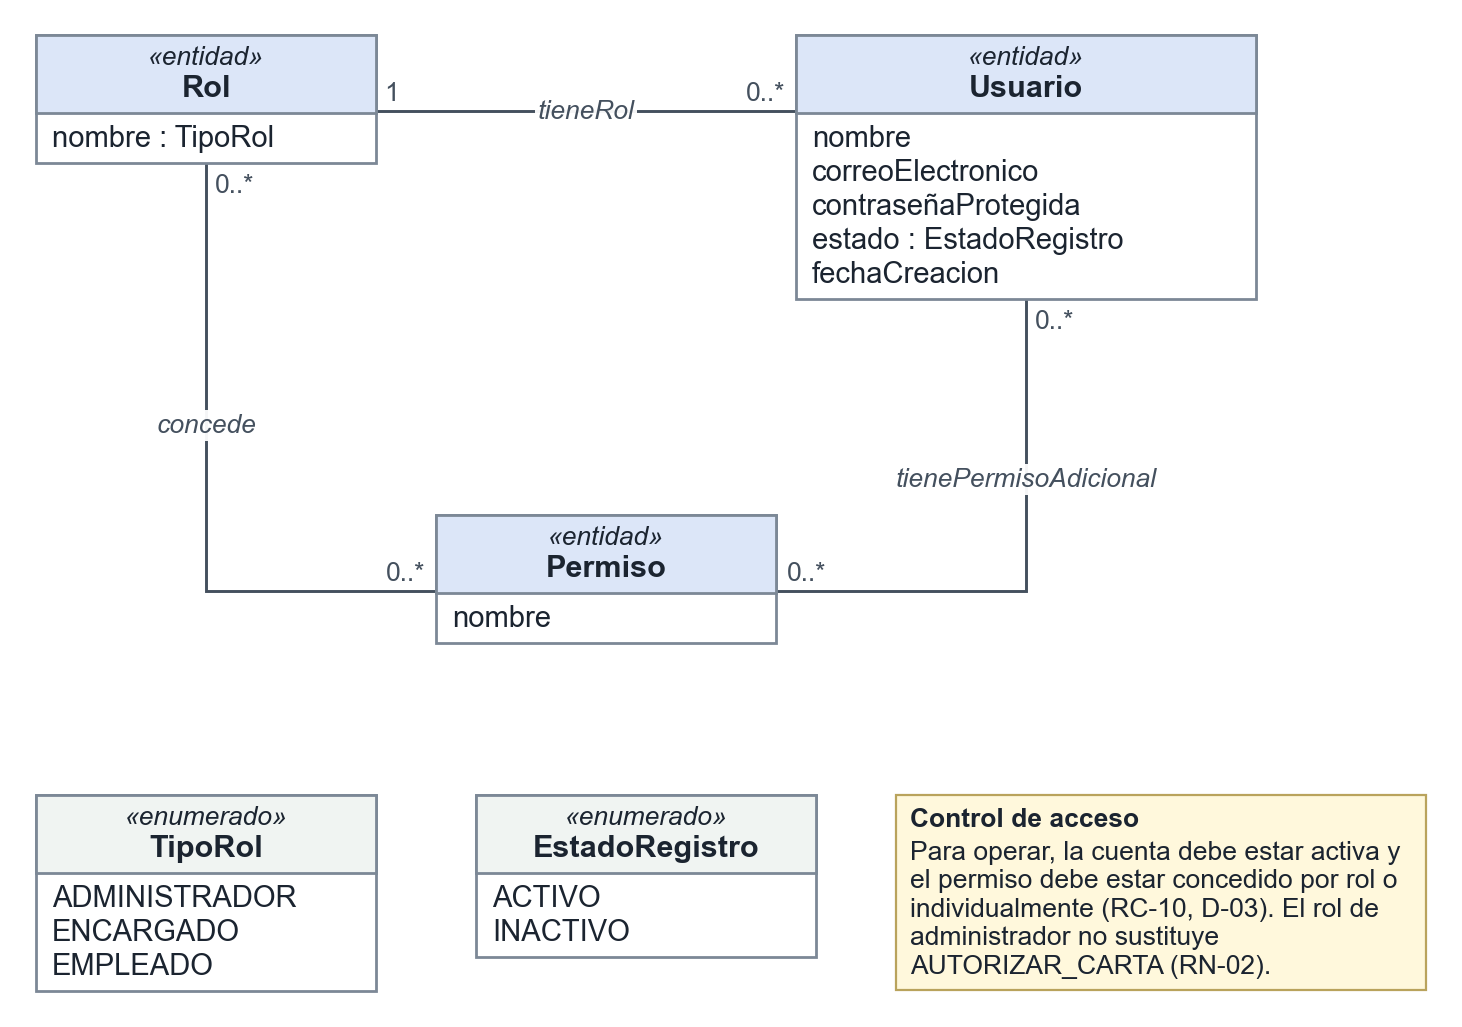 «entidad»
Rol
nombre : TipoRol
1
tieneRol
0..*
«entidad»
Usuario
nombre
correoElectronico
contraseñaProtegida
estado : EstadoRegistro
fechaCreacion
0..*
0..*
concede
tienePermisoAdicional
0..*
«entidad»
Permiso
nombre
0..*
«enumerado»
TipoRol
ADMINISTRADOR
ENCARGADO
EMPLEADO
«enumerado»
EstadoRegistro
ACTIVO
INACTIVO
Control de acceso
Para operar, la cuenta debe estar activa y
el permiso debe estar concedido por rol o
individualmente (RC-10, D-03). El rol de
administrador no sustituye
AUTORIZAR_CARTA (RN-02).